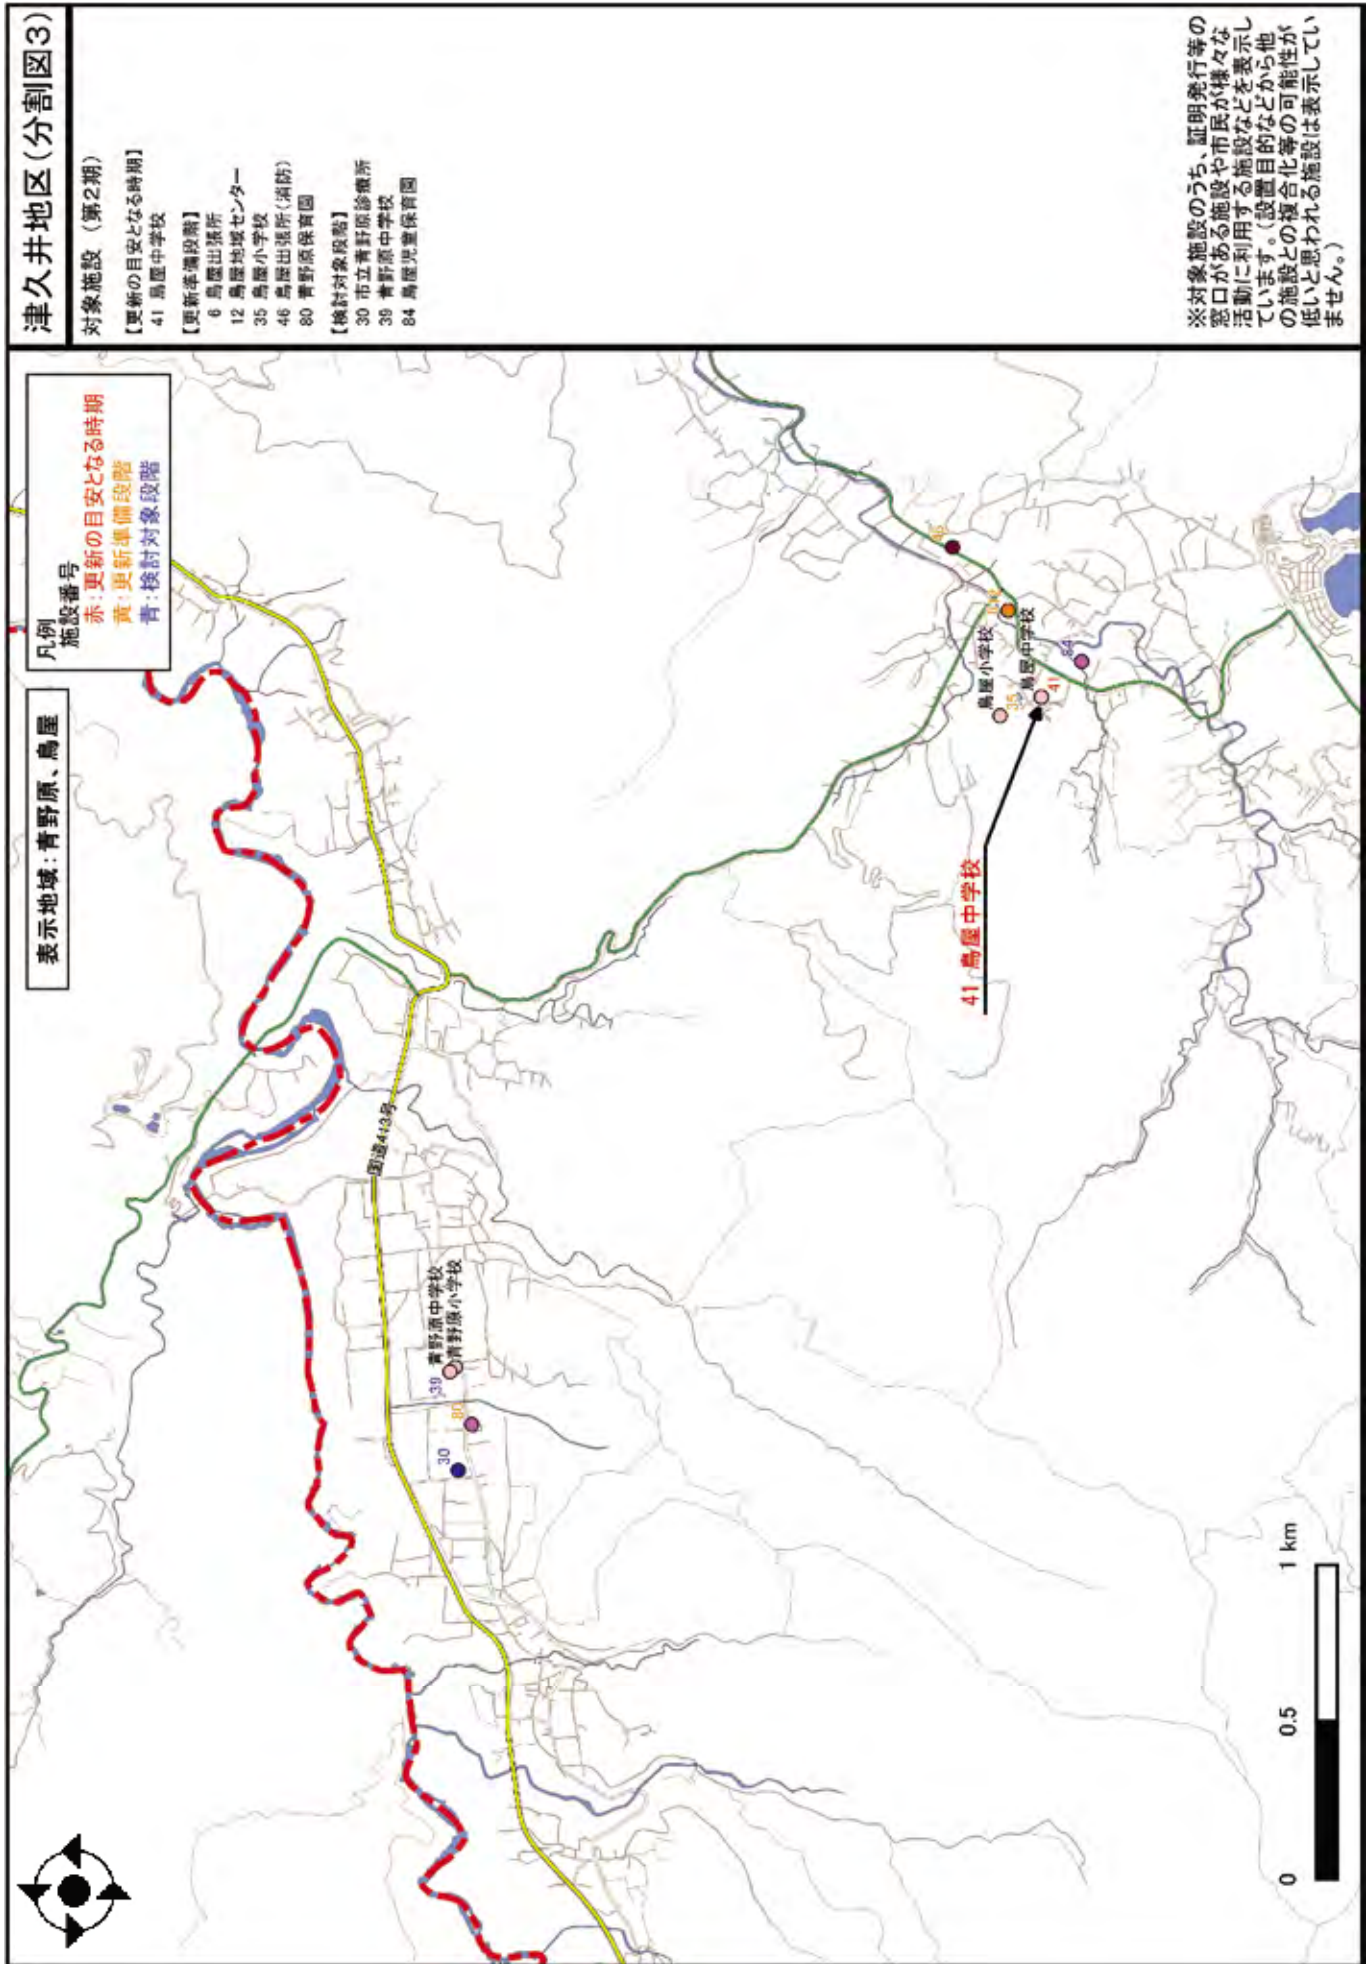 津久井地区(分割図3)
対象施設 (第2期)
【更新の目安となる時期】
41 鳥屋中学校
【更新準備段階】
6 鳥屋出張所
12 鳥屋地域センター
35 鳥屋小学校
46 鳥屋出張所(消防)
80 青野原保育園
【検討対象段階】
30 市立青野原診療所
39 青野原中学校
84 鳥屋児童保育園
※対象施設のうち、証明発行等の
窓口がある施設や市民が様々な
活動に利用する施設などを表示し
ています。(設置目的などから他
の施設との複合化等の可能性が
低いと思われる施設は表示してい
ません。)
表示地域:青野原、鳥屋
凡例
施設番号
赤:更新の目安となる時期
黄:更新準備段階
青:検討対象段階
国道413号
39
青野原中学校
青野原小学校
80
30
46
鳥屋小学校
35
鳥屋中学校
41
84
41 鳥屋中学校
0
0.5
1 km